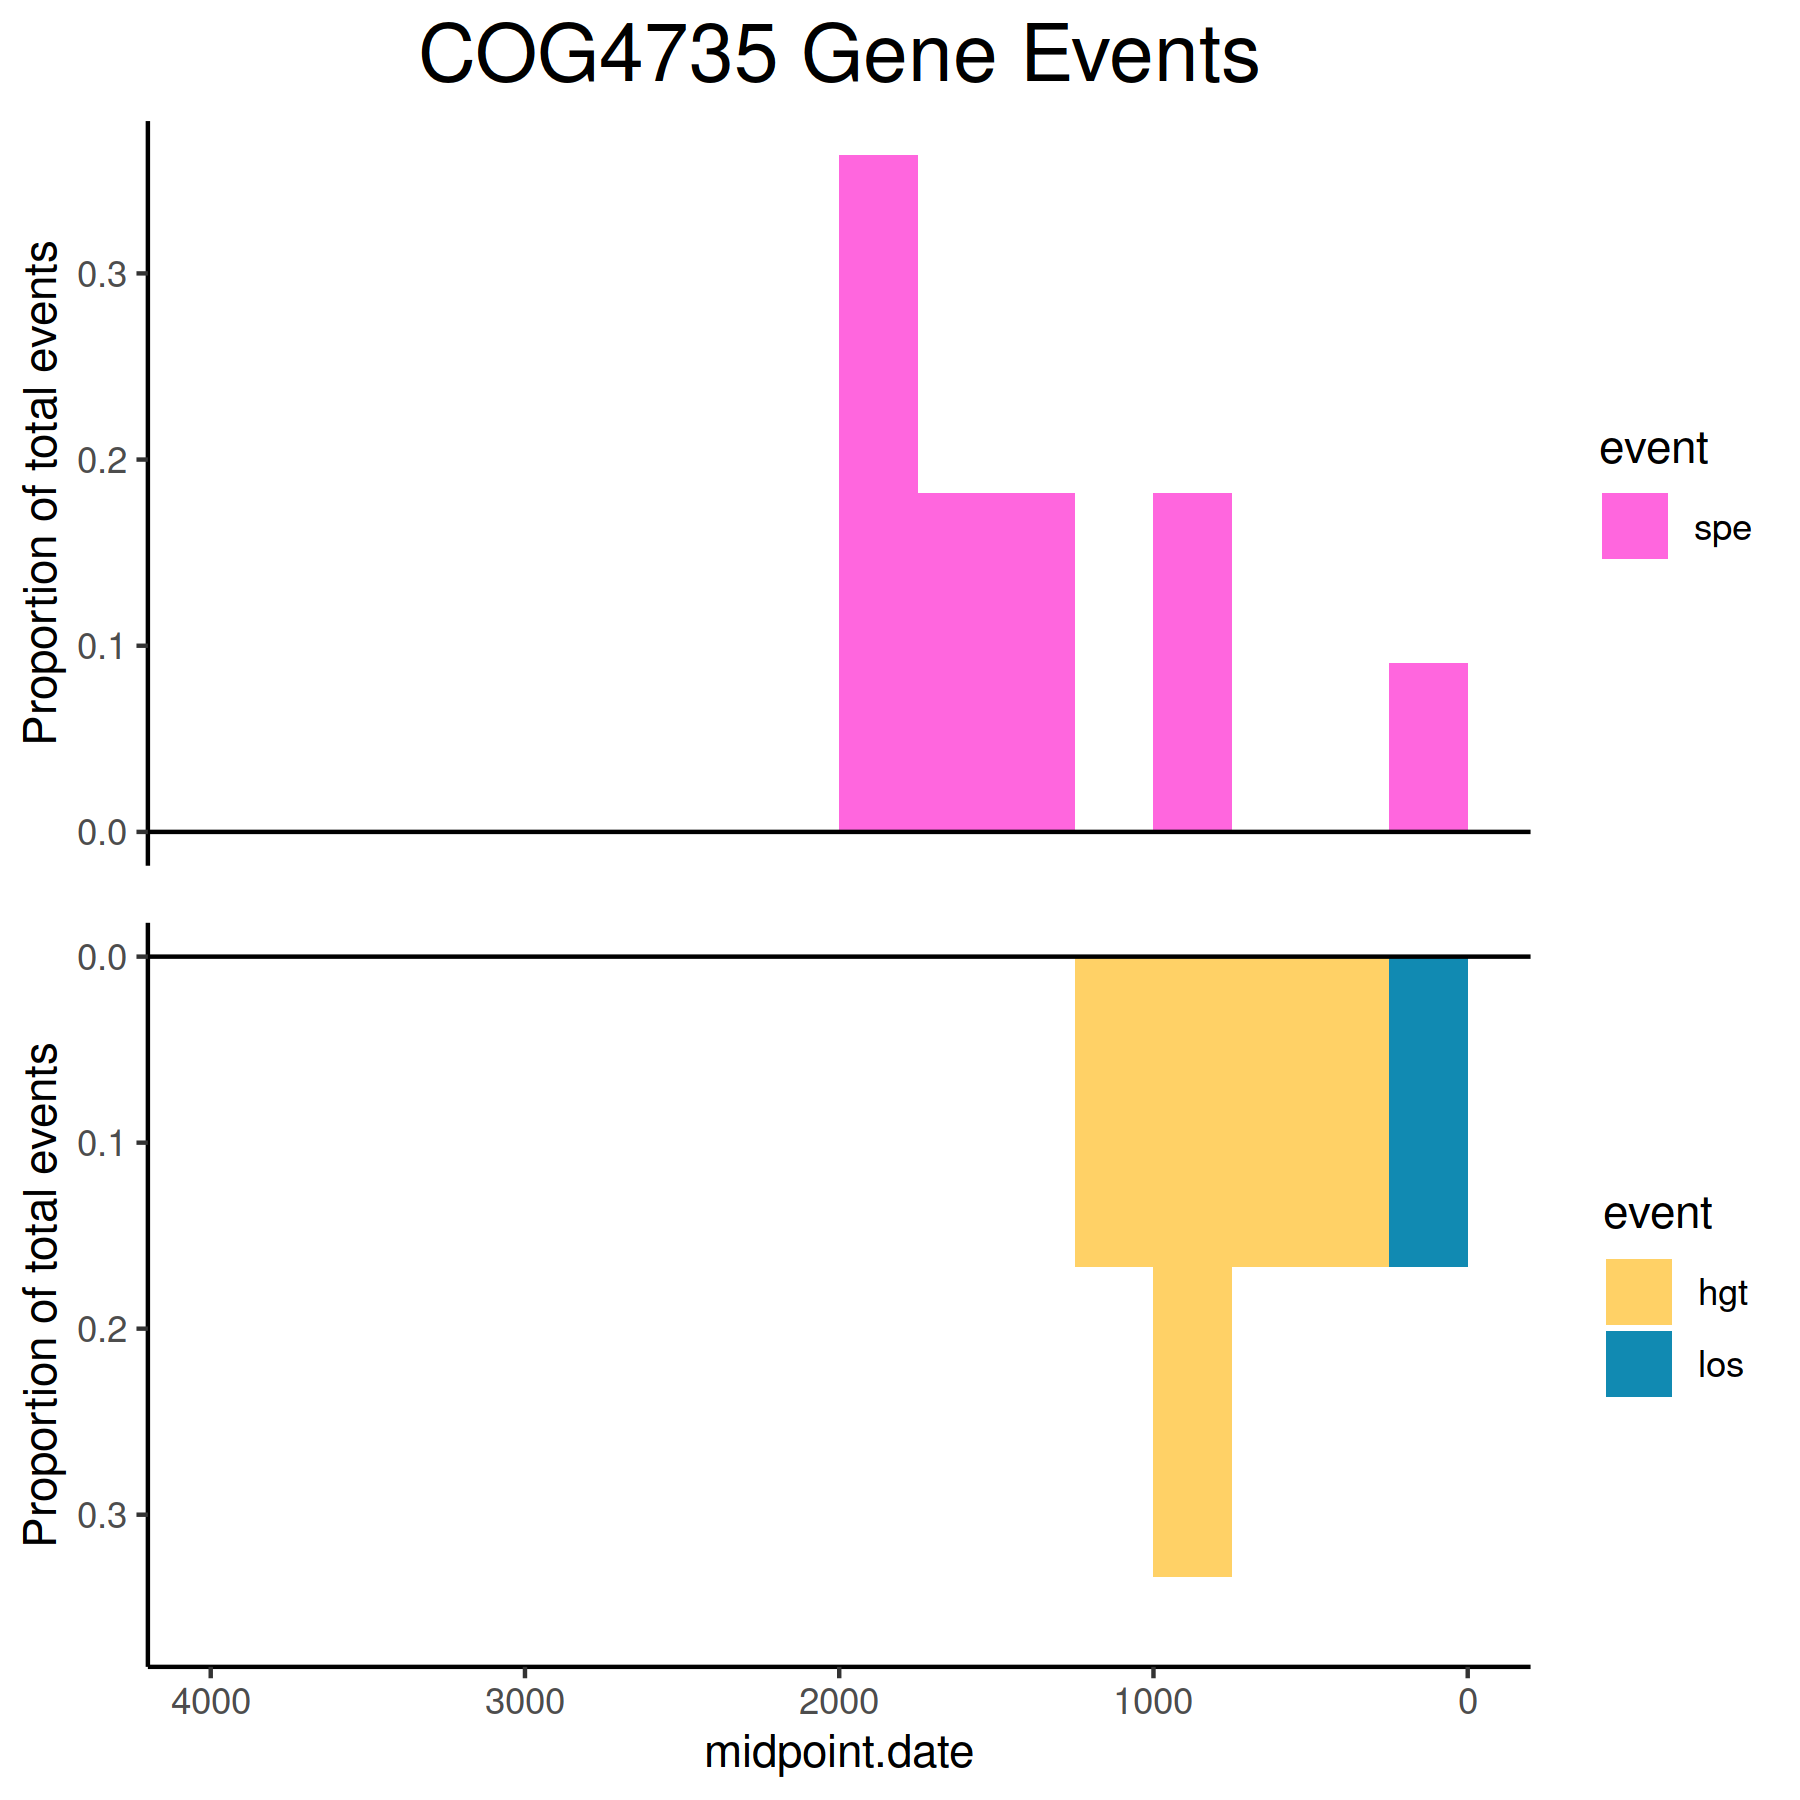 COG4735 Gene Events
Proportion of total events
0.3
0.2
0.1
0.0
event
spe
Proportion of total events
0.0
0.1
0.2
0.3
event
hgt
los
4000 3000 2000 1000 0
midpoint.date